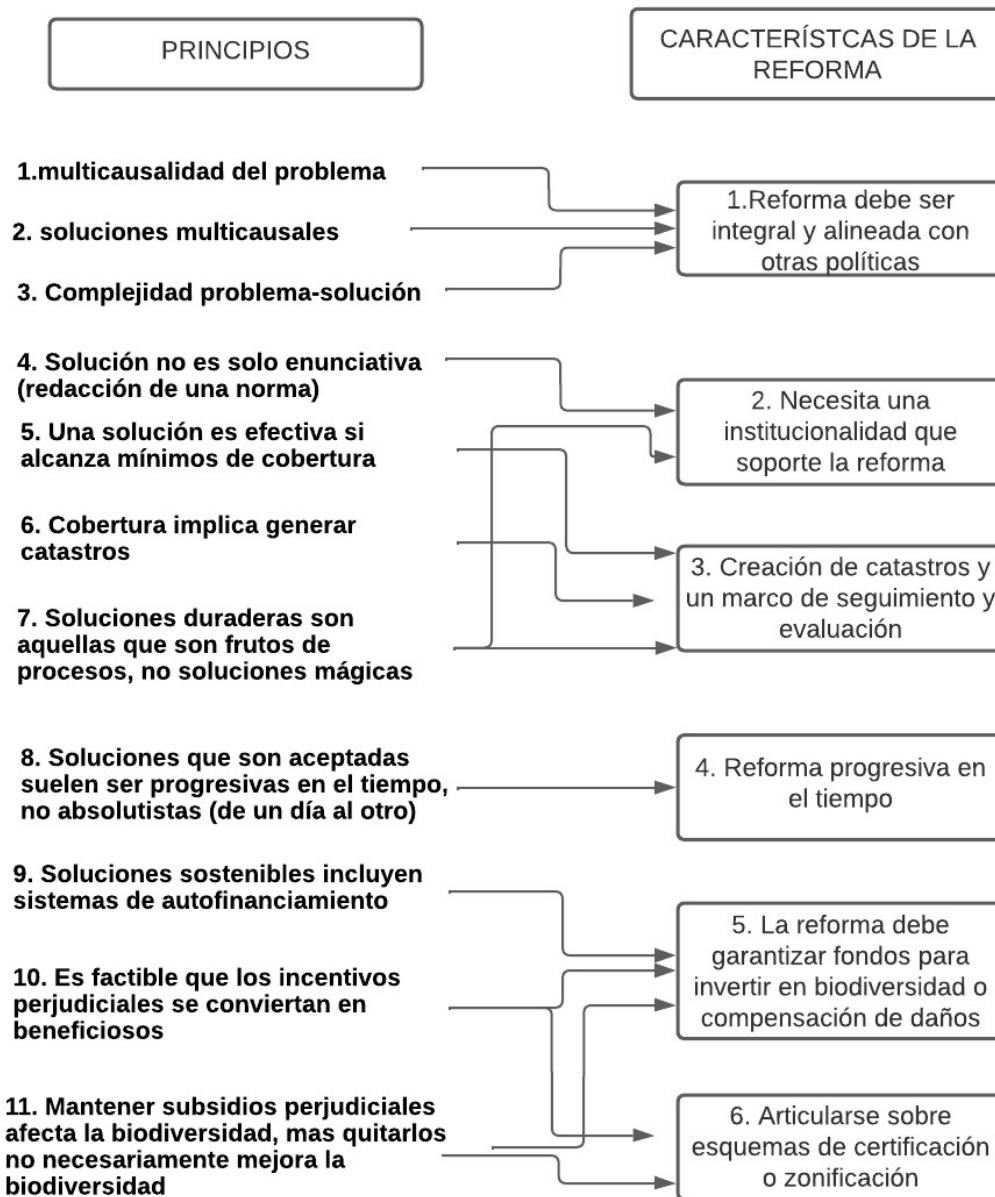 PRINCIPIOS
CARACTERÍSTCAS DE LA
REFORMA
1.multicausalidad del problema
2. soluciones multicausales
3. Complejidad problema-solución
4. Solución no es solo enunciativa
(redacción de una norma)
5. Una solución es efectiva si
alcanza mínimos de cobertura
6. Cobertura implica generar
catastros
7. Soluciones duraderas son
aquellas que son frutos de
procesos, no soluciones mágicas
8. Soluciones que son aceptadas
suelen ser progresivas en el tiempo,
no absolutistas (de un día al otro)
9. Soluciones sostenibles incluyen
sistemas de autofinanciamiento
10. Es factible que los incentivos
perjudiciales se conviertan en
beneficiosos
11. Mantener subsidios perjudiciales
afecta la biodiversidad, mas quitarlos
no necesariamente mejora la
biodiversidad
1.Reforma debe ser
integral y alineada con
otras políticas
2. Necesita una
institucionalidad que
soporte la reforma
3. Creación de catastros y
un marco de seguimiento y
evaluación
4. Reforma progresiva en
el tiempo
5. La reforma debe
garantizar fondos para
invertir en biodiversidad o
compensación de daños
6. Articularse sobre
esquemas de certificación
o zonificación